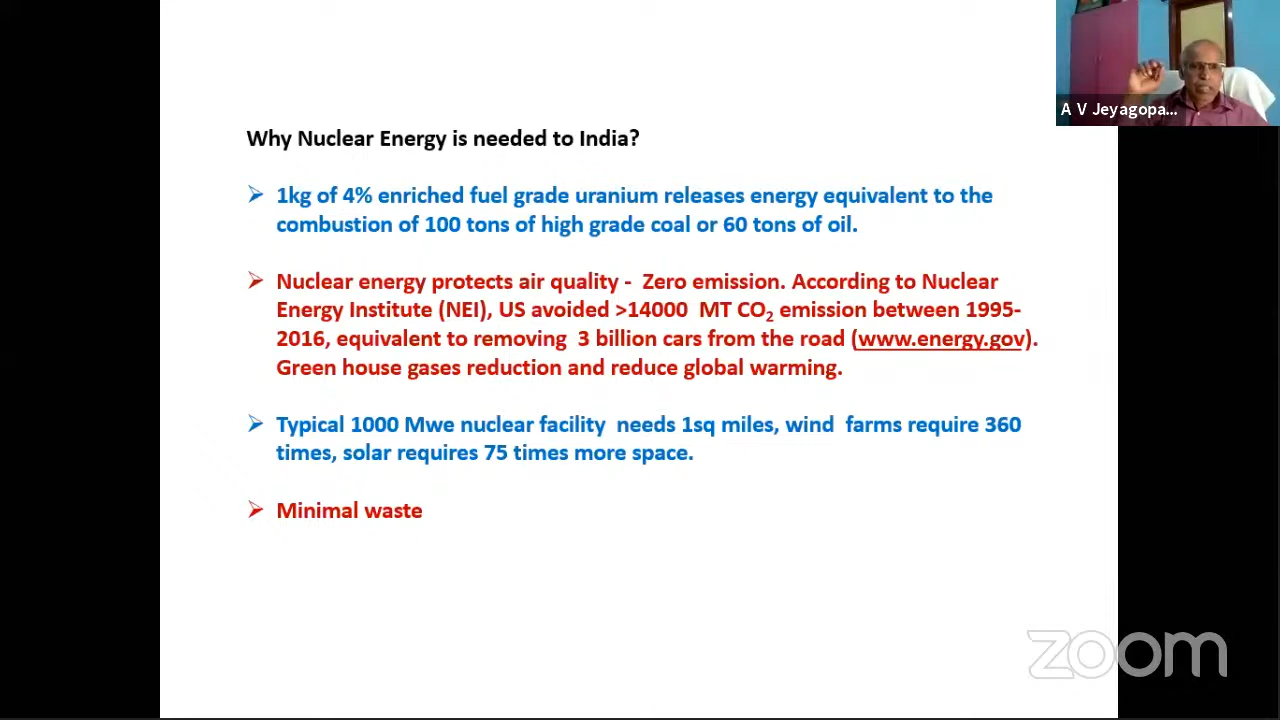 A V Jeyagopa...
Why Nuclear Energy is needed to India?
1kg of 4% enriched fuel grade uranium releases energy equivalent to the
combustion of 100 tons of high grade coal or 60 tons of oil.
Nuclear energy protects air quality - Zero emission. According to Nuclear
Energy Institute (NEI), US avoided >14000 MT CO₂ emission between 1995-
2016, equivalent to removing 3 billion cars from the road (www.energy.gov).
Green house gases reduction and reduce global warming.
Typical 1000 Mwe nuclear facility needs 1sq miles, wind farms require 360
times, solar requires 75 times more space.
Minimal waste
zoom